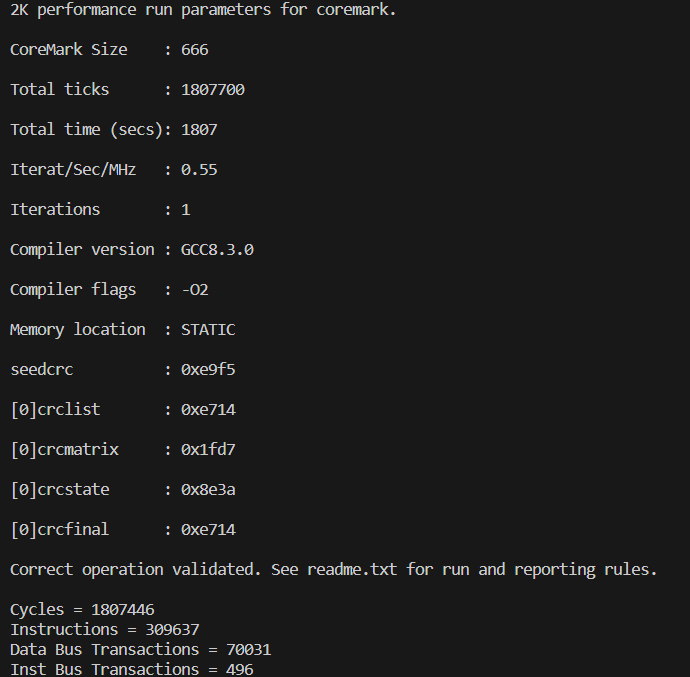 2K performance run parameters for coremark.
CoreMark Size    : 666
Total ticks      : 1807700
Total time (secs): 1807
Iterat/Sec/MHz   : 0.55
Iterations       : 1
Compiler version : GCC8.3.0
Compiler flags   : -O2
Memory location  : STATIC
seedcrc          : 0xe9f5
[0]crclist       : 0xe714
[0]crcmatrix     : 0x1fd7
[0]crcstate      : 0x8e3a
[0]crcfinal      : 0xe714
Correct operation validated. See readme.txt for run and reporting rules.
Cycles = 1807446
Instructions = 309637
Data Bus Transactions = 70031
Inst Bus Transactions = 496